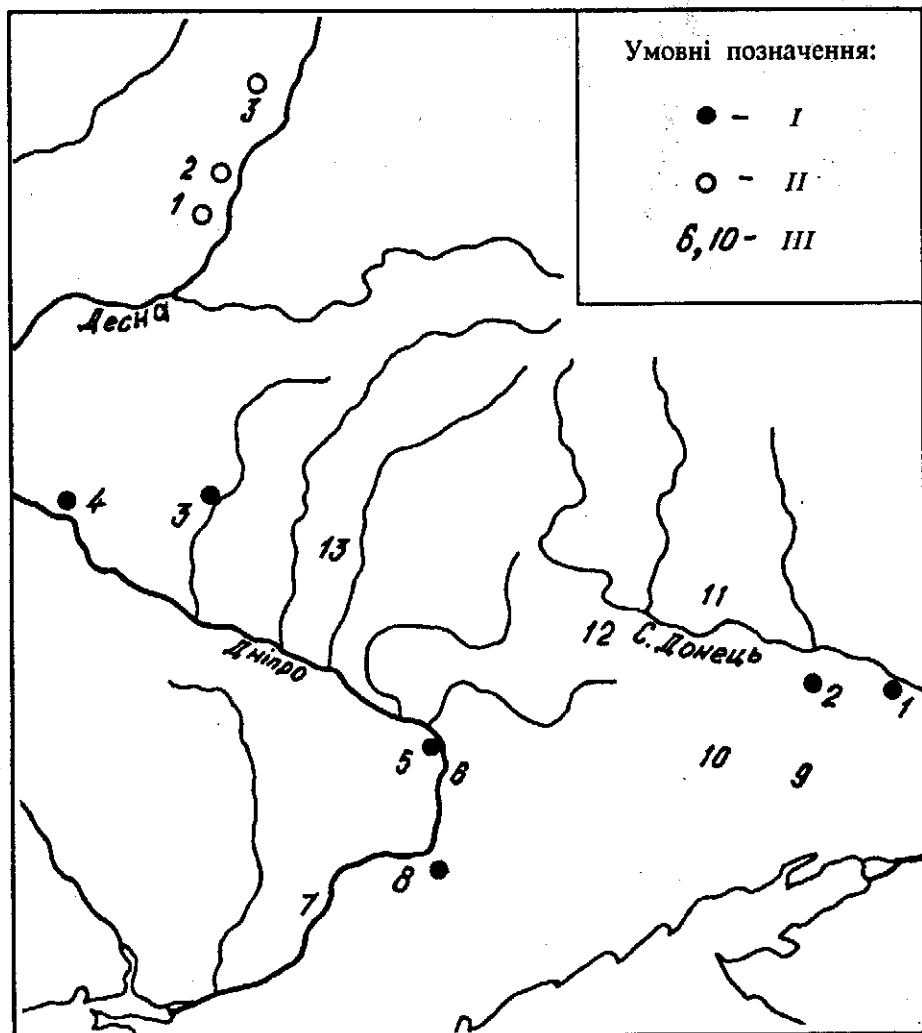 Умовні позначення:
● - I
○ - II
6,10- III
3
2
1
Десна
4
3
13
11
12
С. Донець
2
1
Дніпро
5
6
10
9
8
7